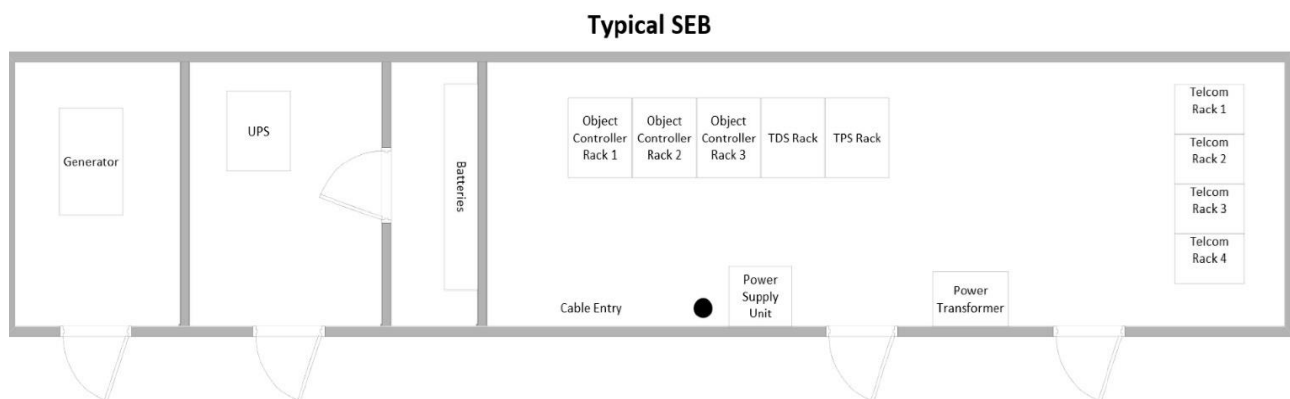 Typical SEB
Generator
UPS
Batteries
Object
Controller
Rack 1
Object
Controller
Rack 2
Object
Controller
Rack 3
TDS Rack
TPS Rack
Telcom
Rack 1
Telcom
Rack 2
Telcom
Rack 3
Telcom
Rack 4
Cable Entry
Power
Supply
Unit
Power
Transformer